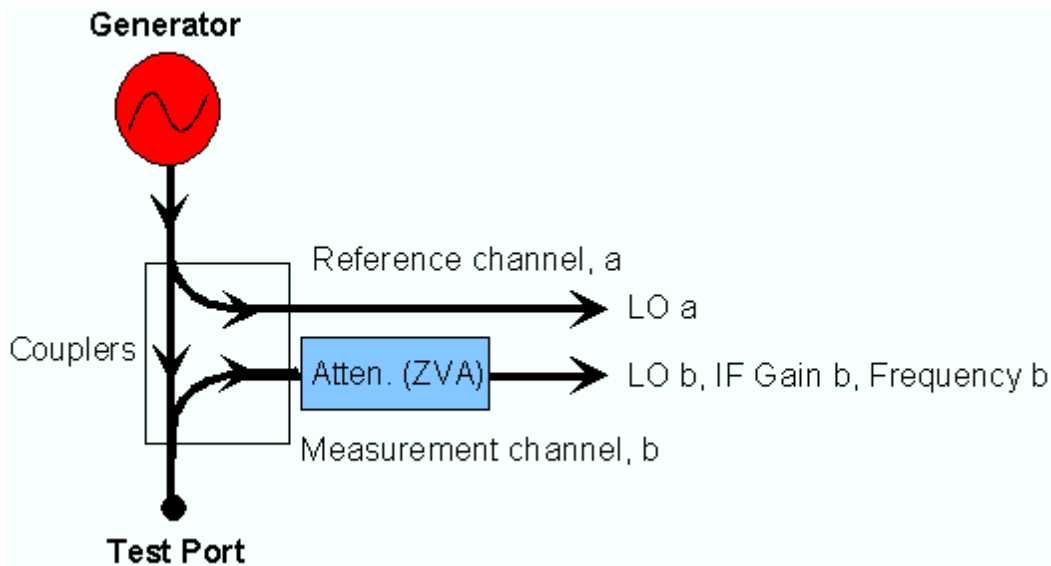 Generator
Reference channel, a
LO a
Couplers
Atten. (ZVA)
LO b, IF Gain b, Frequency b
Measurement channel, b
Test Port